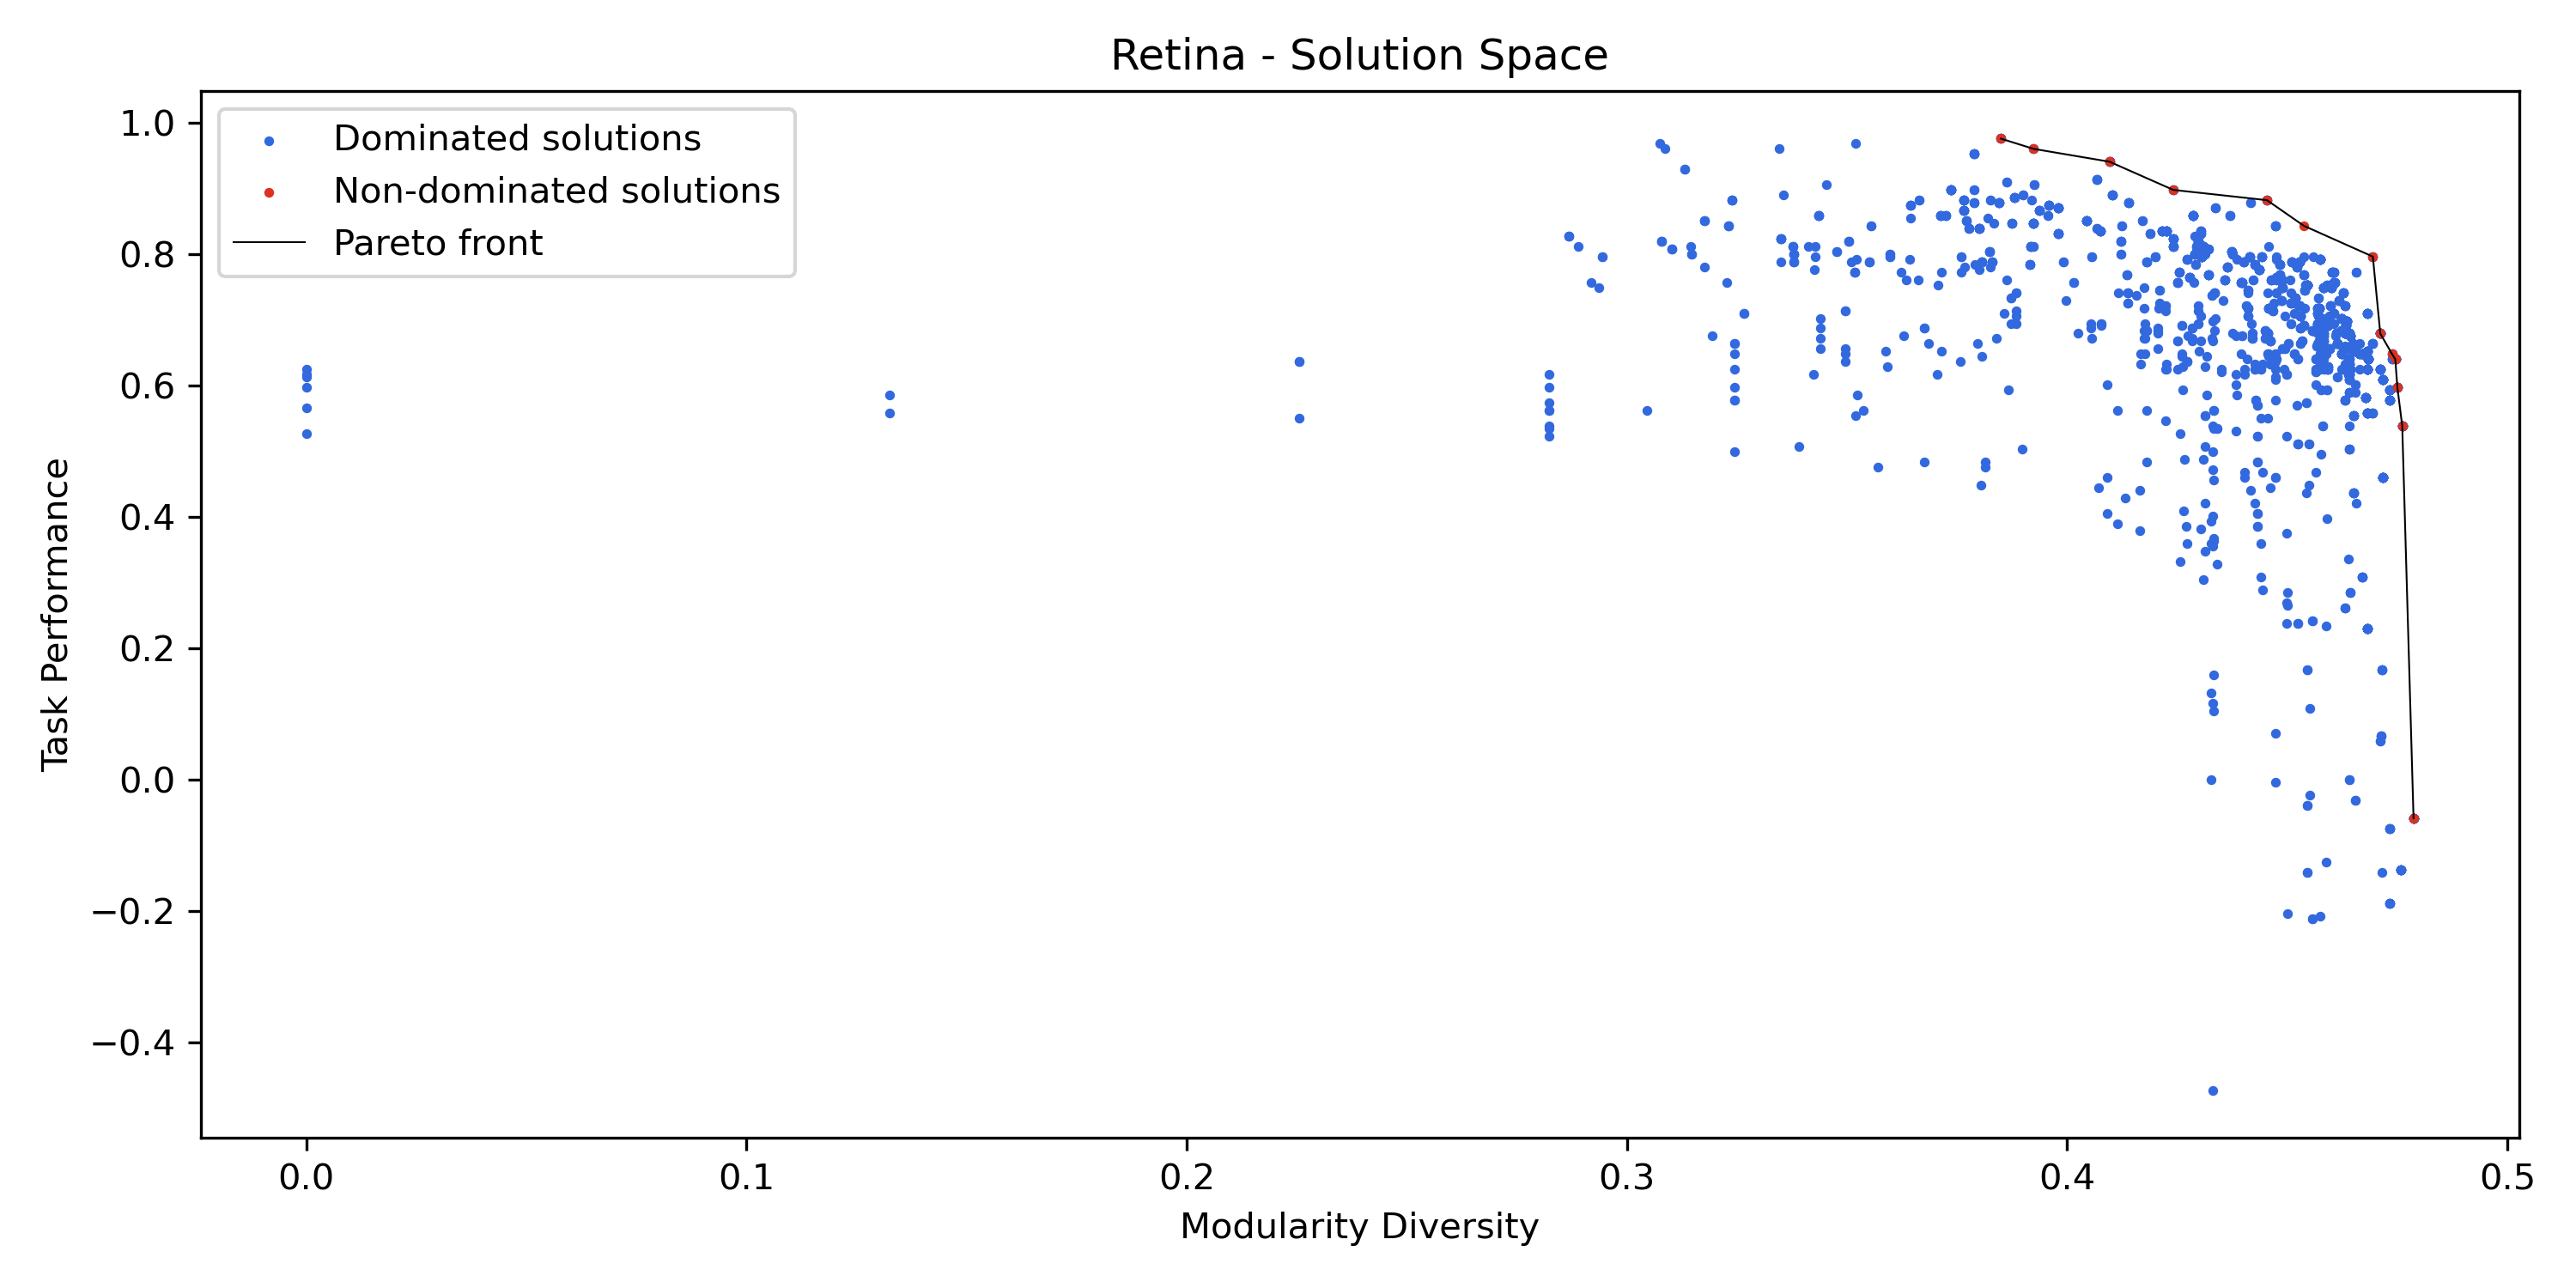 Retina - Solution Space
Dominated solutions
Non-dominated solutions
Pareto front
1.0
0.8
0.6
0.4
0.2
0.0
−0.2
−0.4
Task Performance
0.0 0.1 0.2 0.3 0.4 0.5
Modularity Diversity